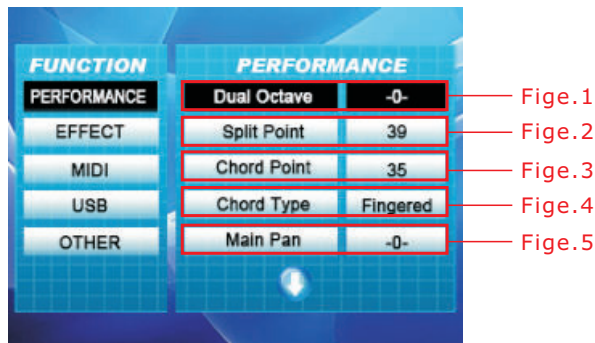 FUNCTION PERFORMANCE
PERFORMANCE Dual Octave -0- Fige.1
EFFECT Split Point 39 Fige.2
MIDI Chord Point 35 Fige.3
USB Chord Type Fingered Fige.4
OTHER Main Pan -0- Fige.5